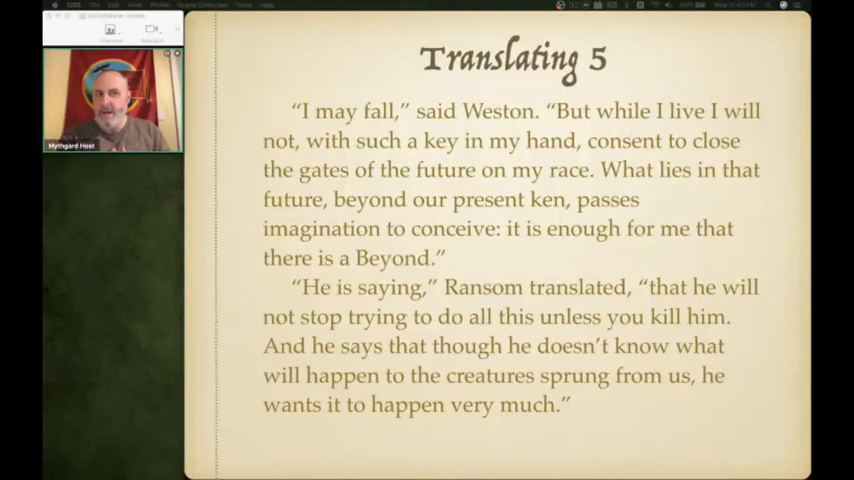 Translating 5
“I may fall,” said Weston. “But while I live I will
not, with such a key in my hand, consent to close
the gates of the future on my race. What lies in that
future, beyond our present ken, passes
imagination to conceive: it is enough for me that
there is a Beyond.”
“He is saying,” Ransom translated, “that he will
not stop trying to do all this unless you kill him.
And he says that though he doesn’t know what
will happen to the creatures sprung from us, he
wants it to happen very much.”
Mythgard Host